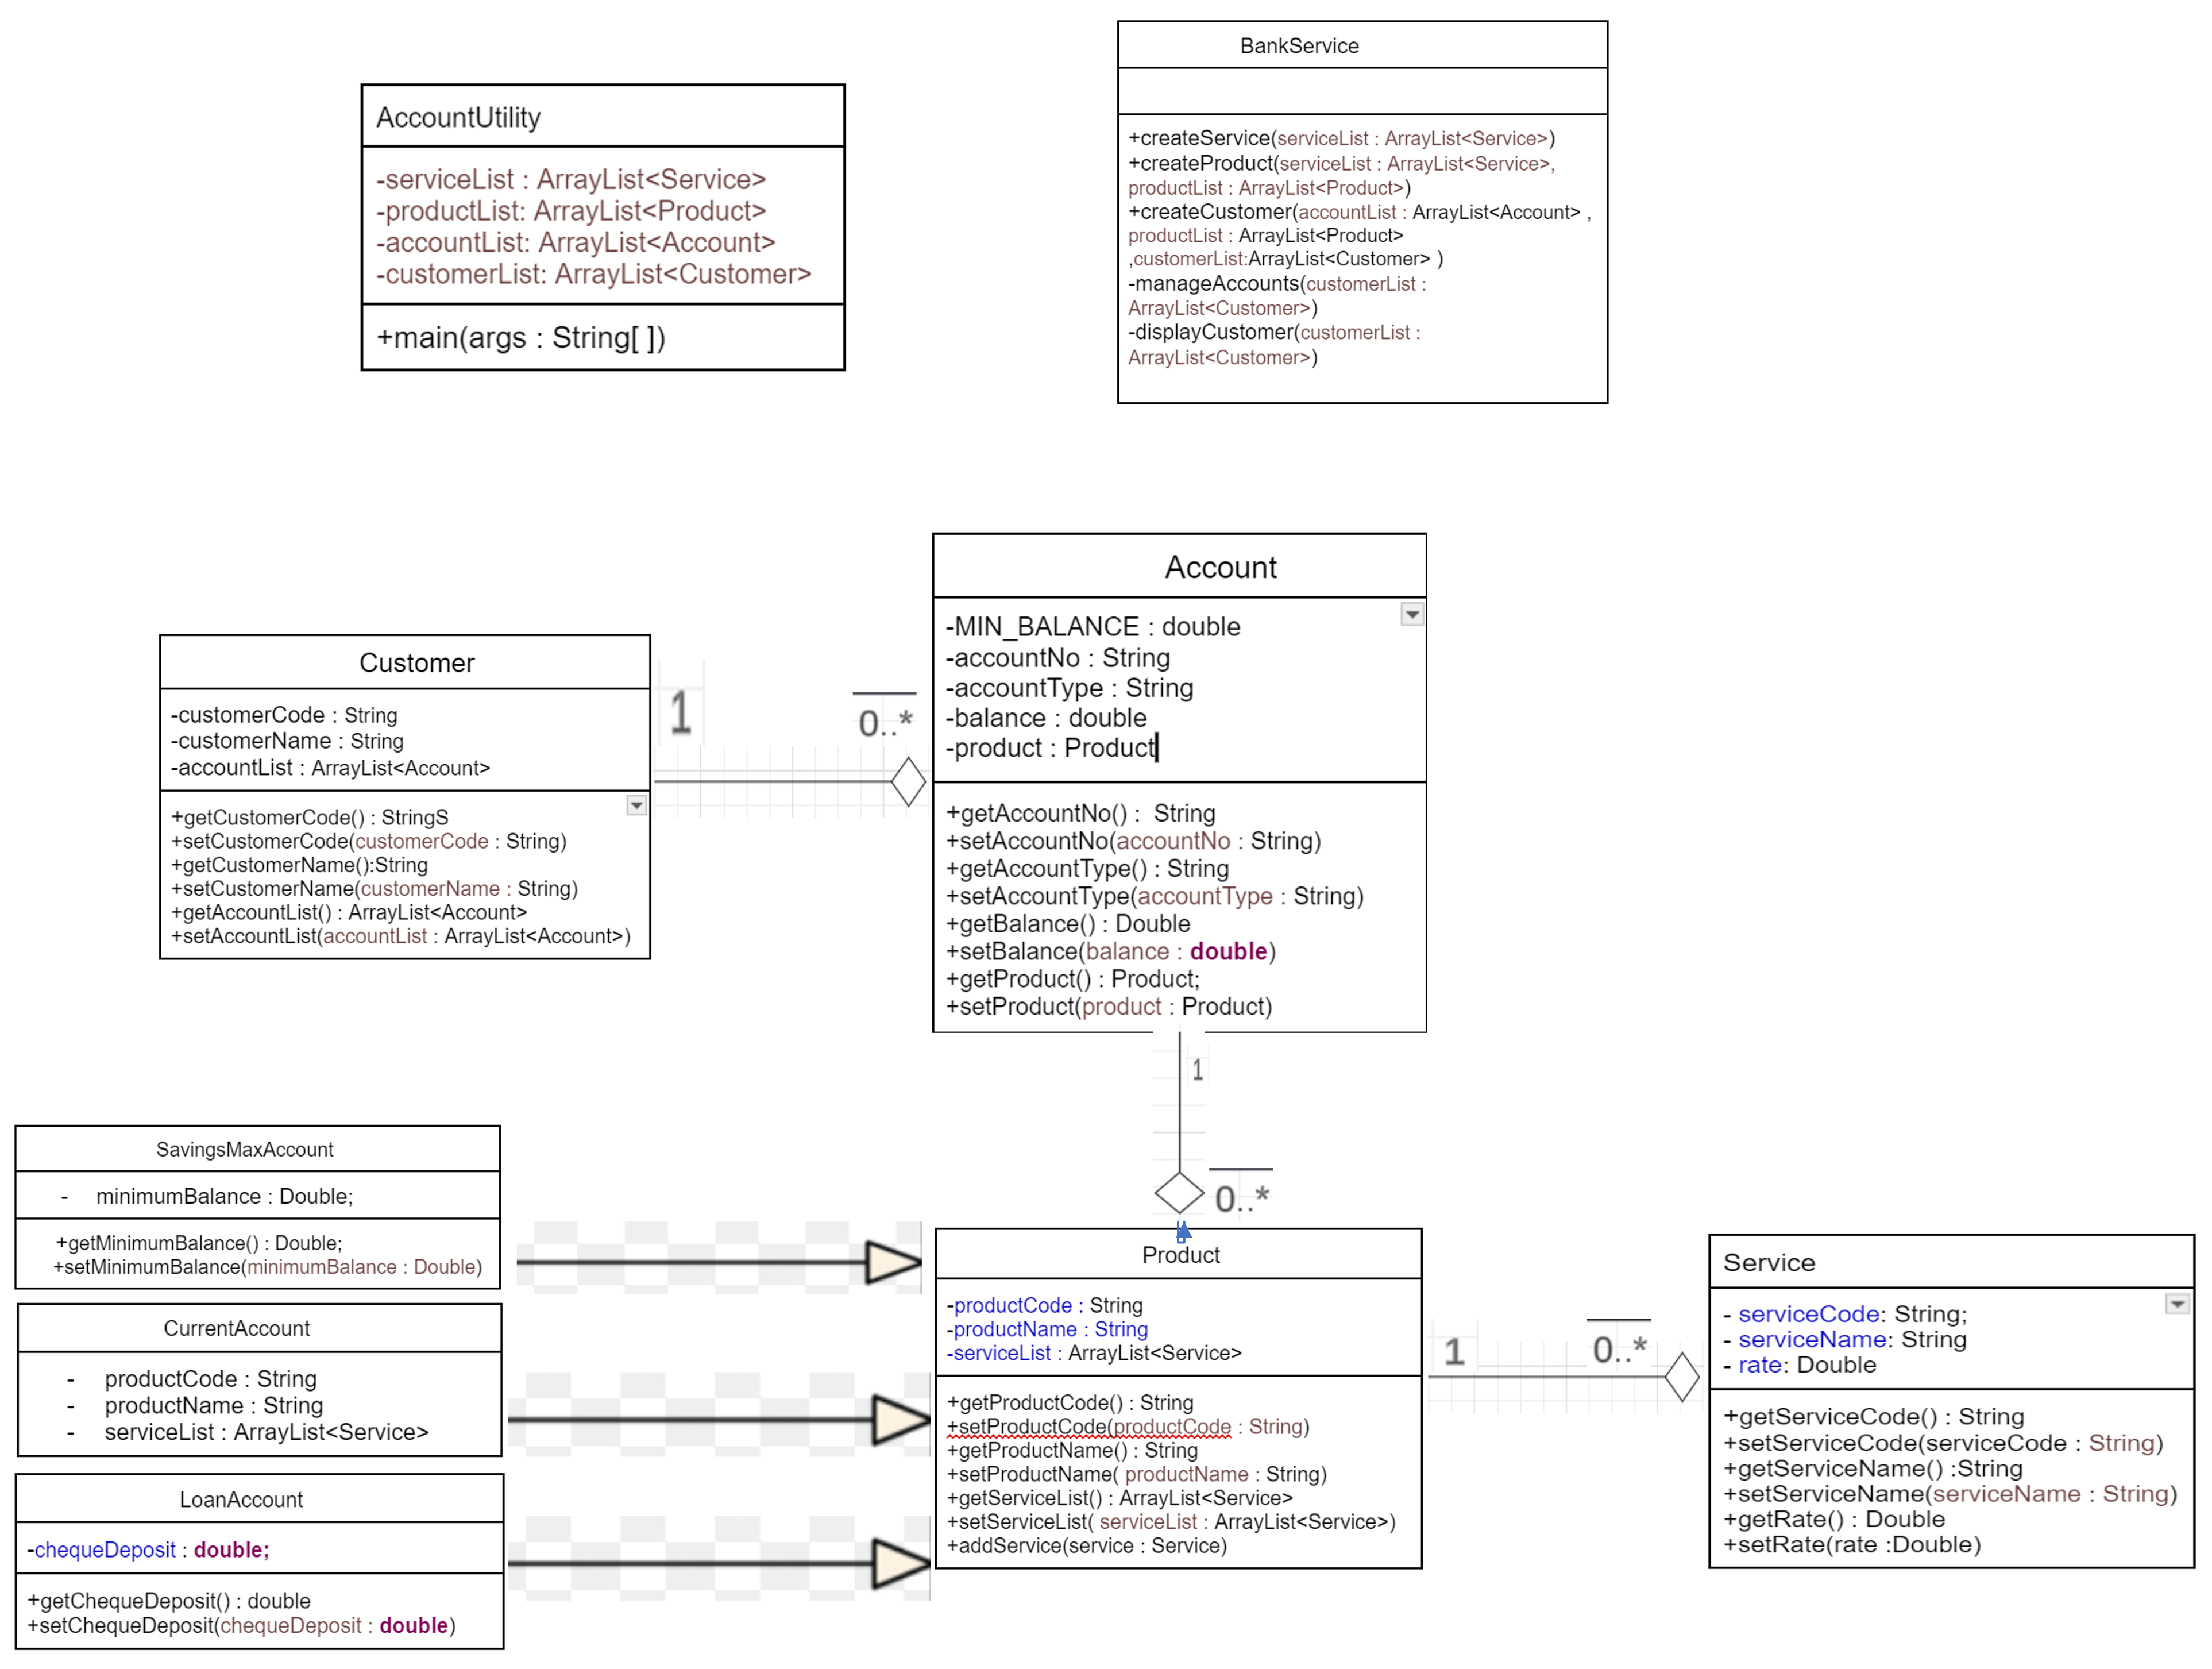 AccountUtility
-serviceList : ArrayList<Service>
-productList: ArrayList<Product>
-accountList: ArrayList<Account>
-customerList: ArrayList<Customer>
+main(args : String[ ])
BankService
+createService(serviceList : ArrayList<Service>)
+createProduct(serviceList : ArrayList<Service>,
productList : ArrayList<Product>)
+createCustomer(accountList : ArrayList<Account> ,
productList : ArrayList<Product>
,customerList:ArrayList<Customer> )
-manageAccounts(customerList :
ArrayList<Customer>)
-displayCustomer(customerList :
ArrayList<Customer>)
Customer
-customerCode : String
-customerName : String
-accountList : ArrayList<Account>
+getCustomerCode() : StringS
+setCustomerCode(customerCode : String)
+getCustomerName():String
+setCustomerName(customerName : String)
+getAccountList() : ArrayList<Account>
+setAccountList(accountList : ArrayList<Account>)
1
0..*
Account
-MIN_BALANCE : double
-accountNo : String
-accountType : String
-balance : double
-product : Product
+getAccountNo() : String
+setAccountNo(accountNo : String)
+getAccountType() : String
+setAccountType(accountType : String)
+getBalance() : Double
+setBalance(balance : double)
+getProduct() : Product;
+setProduct(product : Product)
1
0..*
SavingsMaxAccount
- minimumBalance : Double;
+getMinimumBalance() : Double;
+setMinimumBalance(minimumBalance : Double)
CurrentAccount
- productCode : String
- productName : String
- serviceList : ArrayList<Service>
LoanAccount
-chequeDeposit : double;
+getChequeDeposit() : double
+setChequeDeposit(chequeDeposit : double)
Product
-productCode : String
-productName : String
-serviceList : ArrayList<Service>
+getProductCode() : String
+setProductCode(productCode : String)
+getProductName() : String
+setProductName( productName : String)
+getServiceList() : ArrayList<Service>
+setServiceList( serviceList : ArrayList<Service>)
+addService(service : Service)
1
0..*
Service
- serviceCode: String;
- serviceName: String
- rate: Double
+getServiceCode() : String
+setServiceCode(serviceCode : String)
+getServiceName() :String
+setServiceName(serviceName : String)
+getRate() : Double
+setRate(rate :Double)